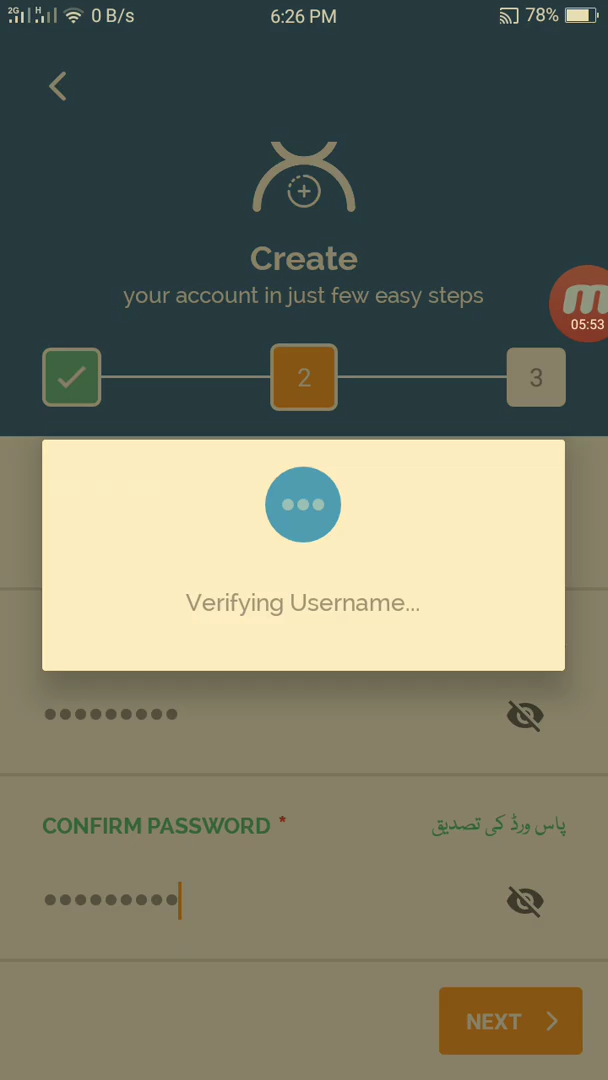 2G H 0 B/s 6:26 PM 78%
Create
your account in just few easy steps
2 3
05:53
Verifying Username...
CONFIRM PASSWORD * پاس ورڈ کی تصدیق
NEXT